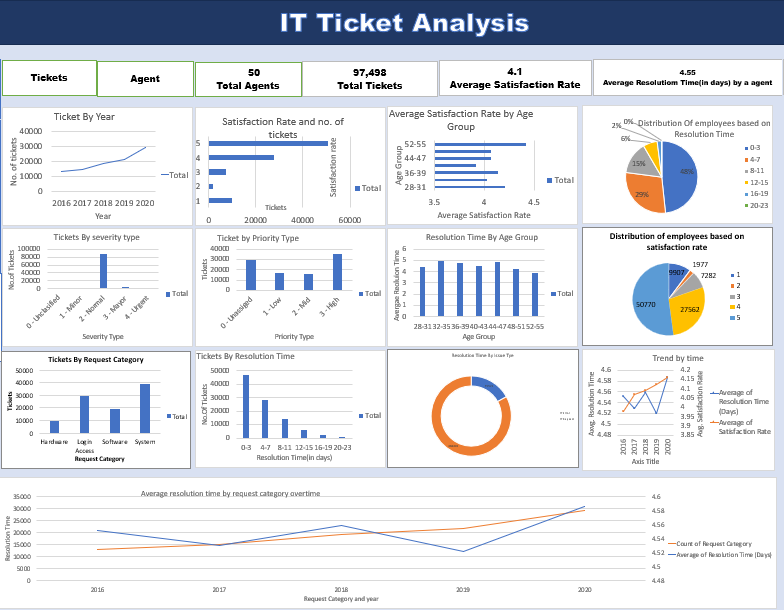 IT Ticket Analysis
Tickets
Agent
50
Total Agents
97,498
Total Tickets
4.1
Average Satisfaction Rate
4.55
Average Resolutiom Time(in days) by a agent
Ticket By Year
No. of tickets
40000
30000
20000
10000
0
2016 2017 2018 2019 2020
Year
Total
Satisfaction Rate and no. of
tickets
Satisfaction rate
5
4
3
2
1
0 20000 40000 60000
Tickets
Total
Average Satisfaction Rate by Age
Group
Age Group
52-55
44-47
36-39
28-31
3.5 4 4.5
Average Satisfaction Rate
Total
Distribution Of employees based on
Resolution Time
0%
2%
6%
15%
29%
48%
0-3
4-7
8-11
12-15
16-19
20-23
Tickets By severity type
No.of Tickets
100000
80000
60000
40000
20000
0
0 - Unclassified
1 - Minor
2 - Normal
3 - Mayor
4 - Urgent
Severity Type
Total
Ticket by Priority Type
Tickets
40000
30000
20000
10000
0
0 - Unassiged
1 - Low
2 - Mid
3 - High
Priority Type
Total
Resolution Time By Age Group
6
5
4
3
2
1
0
28-31 32-35 36-39 40-43 44-47 48-51 52-55
Age Group
Total
Distribution of employees based on
satisfaction rate
9907
1977
7282
27562
50770
1
2
3
4
5
Tickets By Request Category
Tickets
50000
40000
30000
20000
10000
0
Hardware Login Access Software System
Request Category
Total
Tickets By Resolution Time
No.Of Tickets
50000
40000
30000
20000
10000
0
0-3 4-7 8-11 12-15 16-19 20-23
Resolution Time(in days)
Total
Resolution Time By Issue Tpe
Trend by time
4.6
4.58
4.56
4.54
4.52
4.5
4.48
4.2
4.15
4.1
4.05
4
3.95
3.9
3.85
Avg. Satisfaction Rate
2016
2017
2018
2019
2020
Axis Title
Average of
Resolution Time
(Days)
Average of
Satisfaction Rate
Average resolution time by request category overtime
Resolution Time
35000
30000
25000
20000
15000
10000
5000
0
4.6
4.58
4.56
4.54
4.52
4.5
4.48
2016 2017 2018 2019 2020
Request Category and year
Count of Request Category
Average of Resolution Time (Days)